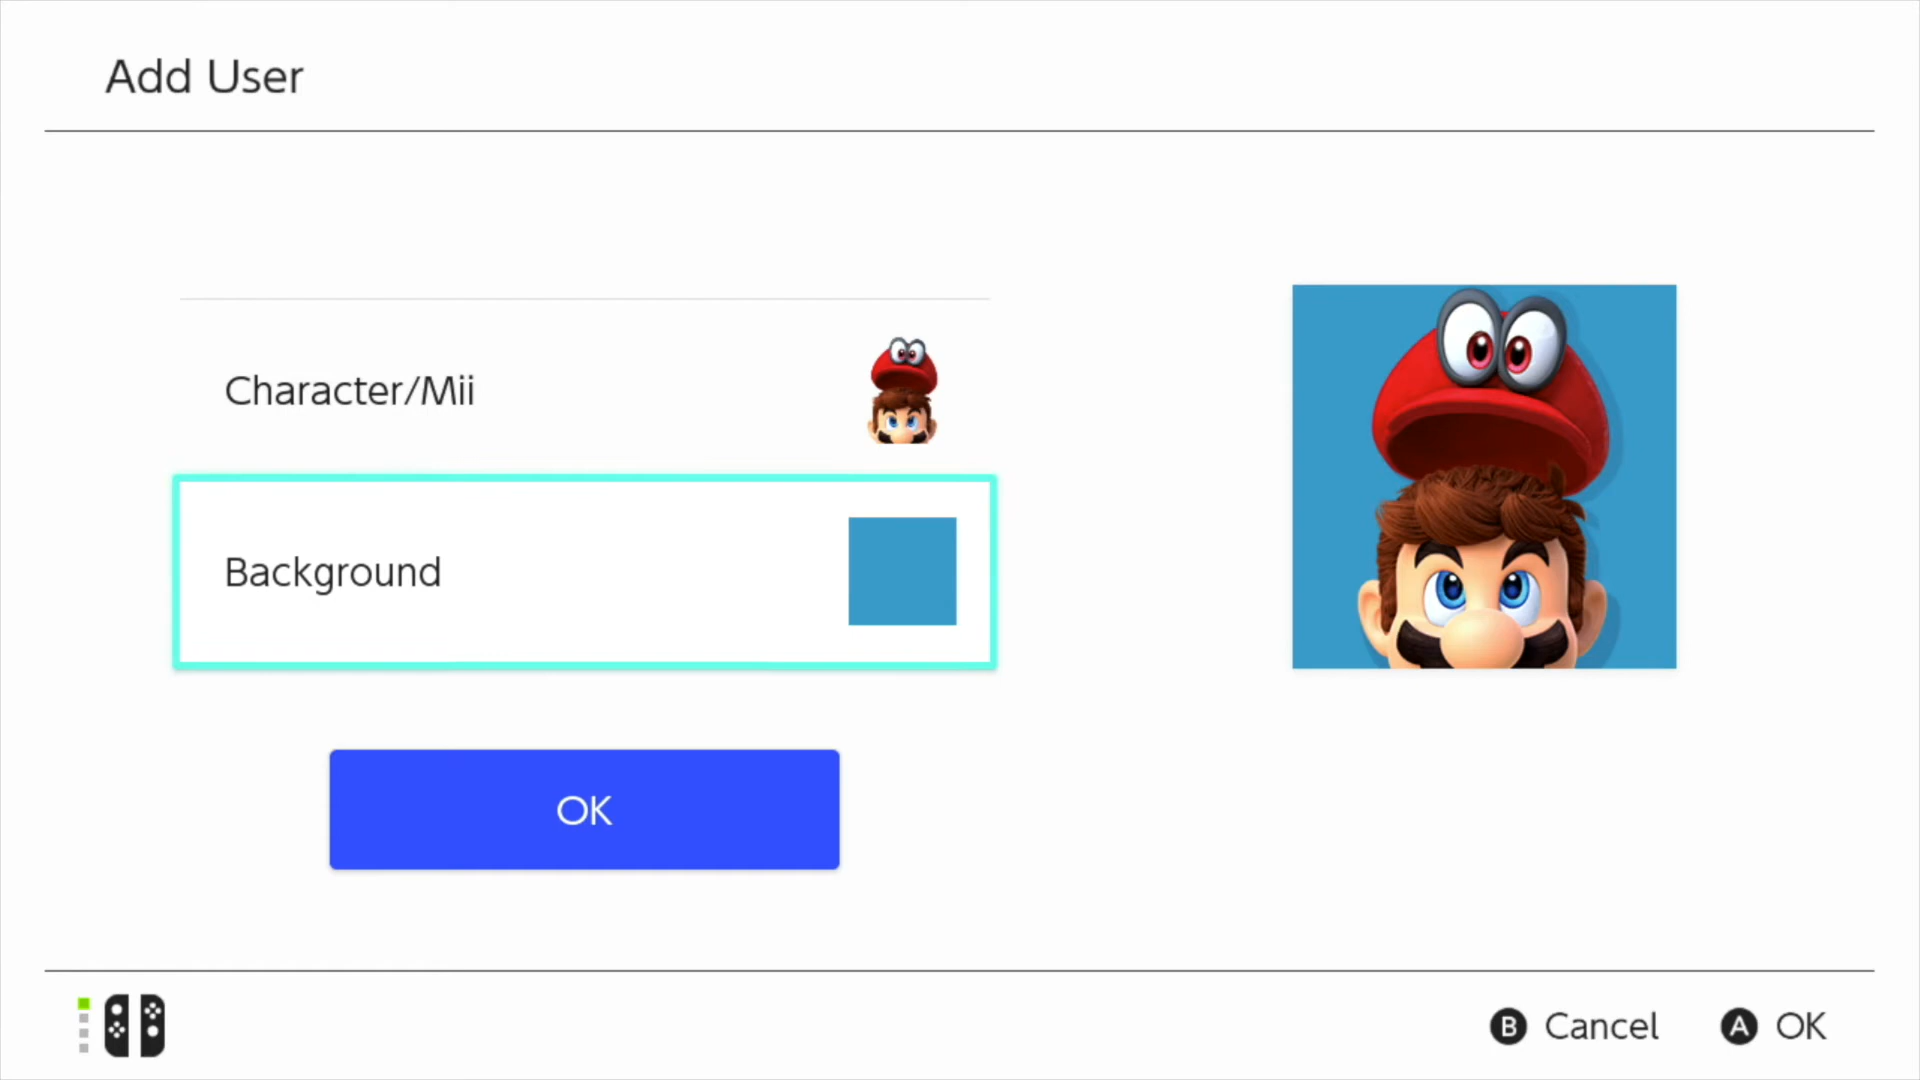 Add User
Character/Mii
Background
OK
B Cancel A OK